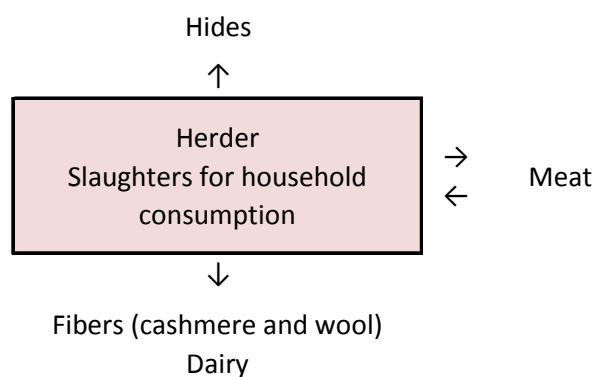 Hides
↑
Herder
Slaughters for household
consumption
→
←
Meat
↓
Fibers (cashmere and wool)
Dairy